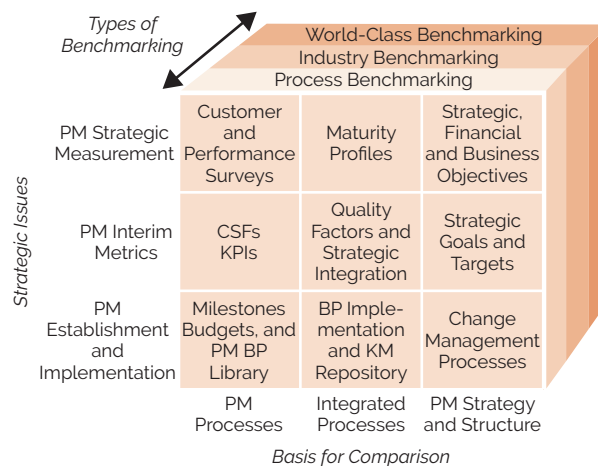 Types of
Benchmarking
World-Class Benchmarking
Industry Benchmarking
Process Benchmarking
Strategic Issues
PM Strategic
Measurement
Customer
and
Performance
Surveys
Maturity
Profiles
Strategic,
Financial
and Business
Objectives
PM Interim
Metrics
CSFs
KPIs
Quality
Factors and
Strategic
Integration
Strategic
Goals and
Targets
PM
Establishment
and
Implementation
Milestones
Budgets, and
PM BP
Library
BP Imple-
mentation
and KM
Repository
Change
Management
Processes
PM
Processes
Integrated
Processes
PM Strategy
and Structure
Basis for Comparison